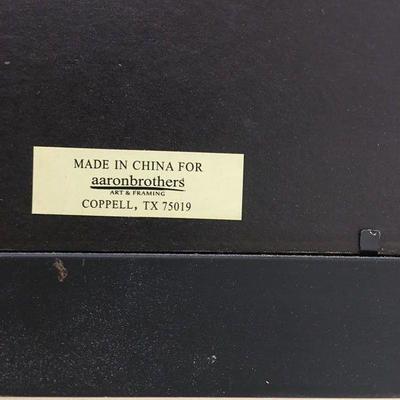 MADE IN CHINA FOR
aaronbrothers
ART & FRAMING
COPPELL, TX 75019